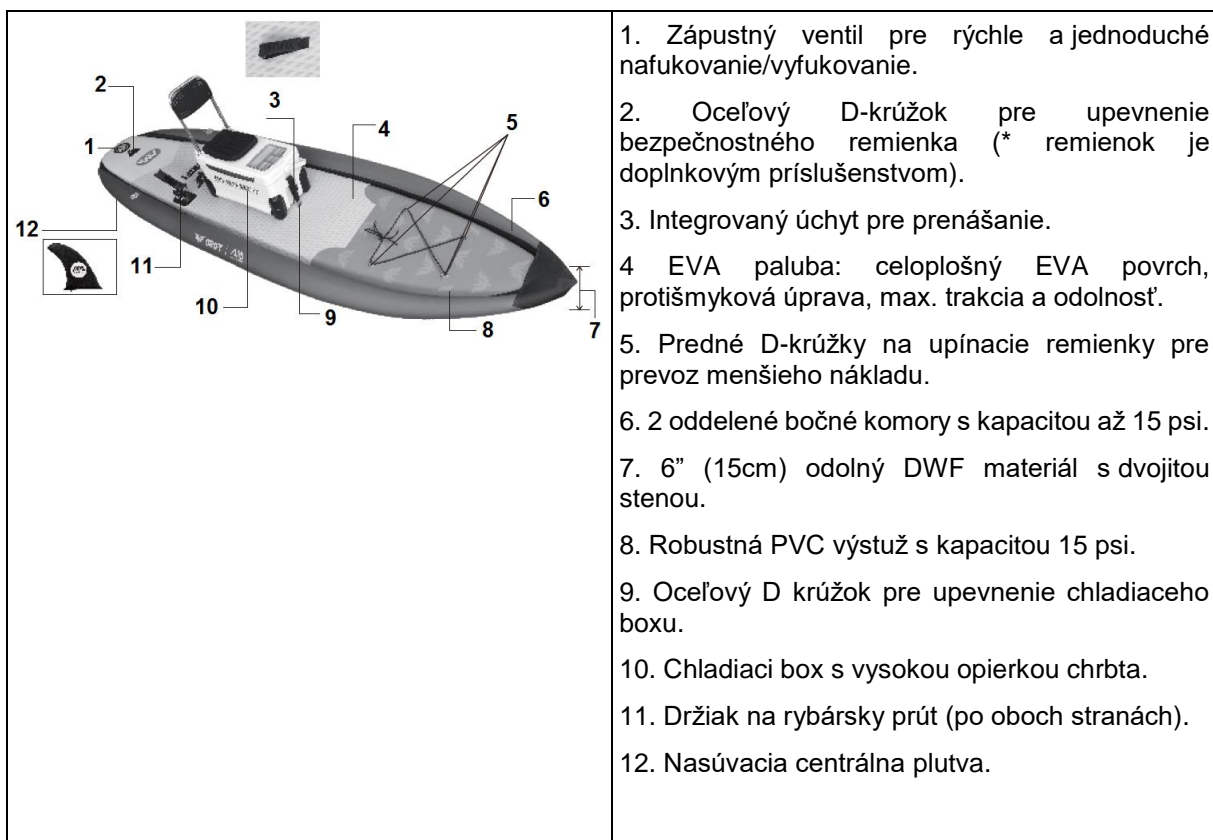 2
3
4
5
1
6
12
11
10
9
8
7
1. Zápustný ventil pre rýchle a jednoduché
nafukovanie/vyfukovanie.
2. Oceľový D-krúžok pre upevnenie
bezpečnostného remienka (* remienok je
doplnkovým príslušenstvom).
3. Integrovaný úchyt pre prenášanie.
4 EVA paluba: celoplošný EVA povrch,
protišmyková úprava, max. trakcia a odolnosť.
5. Predné D-krúžky na upínacie remienky pre
prevoz menšieho nákladu.
6. 2 oddelené bočné komory s kapacitou až 15 psi.
7. 6” (15cm) odolný DWF materiál s dvojitou
stenou.
8. Robustná PVC výstuž s kapacitou 15 psi.
9. Oceľový D krúžok pre upevnenie chladiaceho
boxu.
10. Chladiaci box s vysokou opierkou chrbta.
11. Držiak na rybársky prút (po oboch stranách).
12. Nasúvacia centrálna plutva.